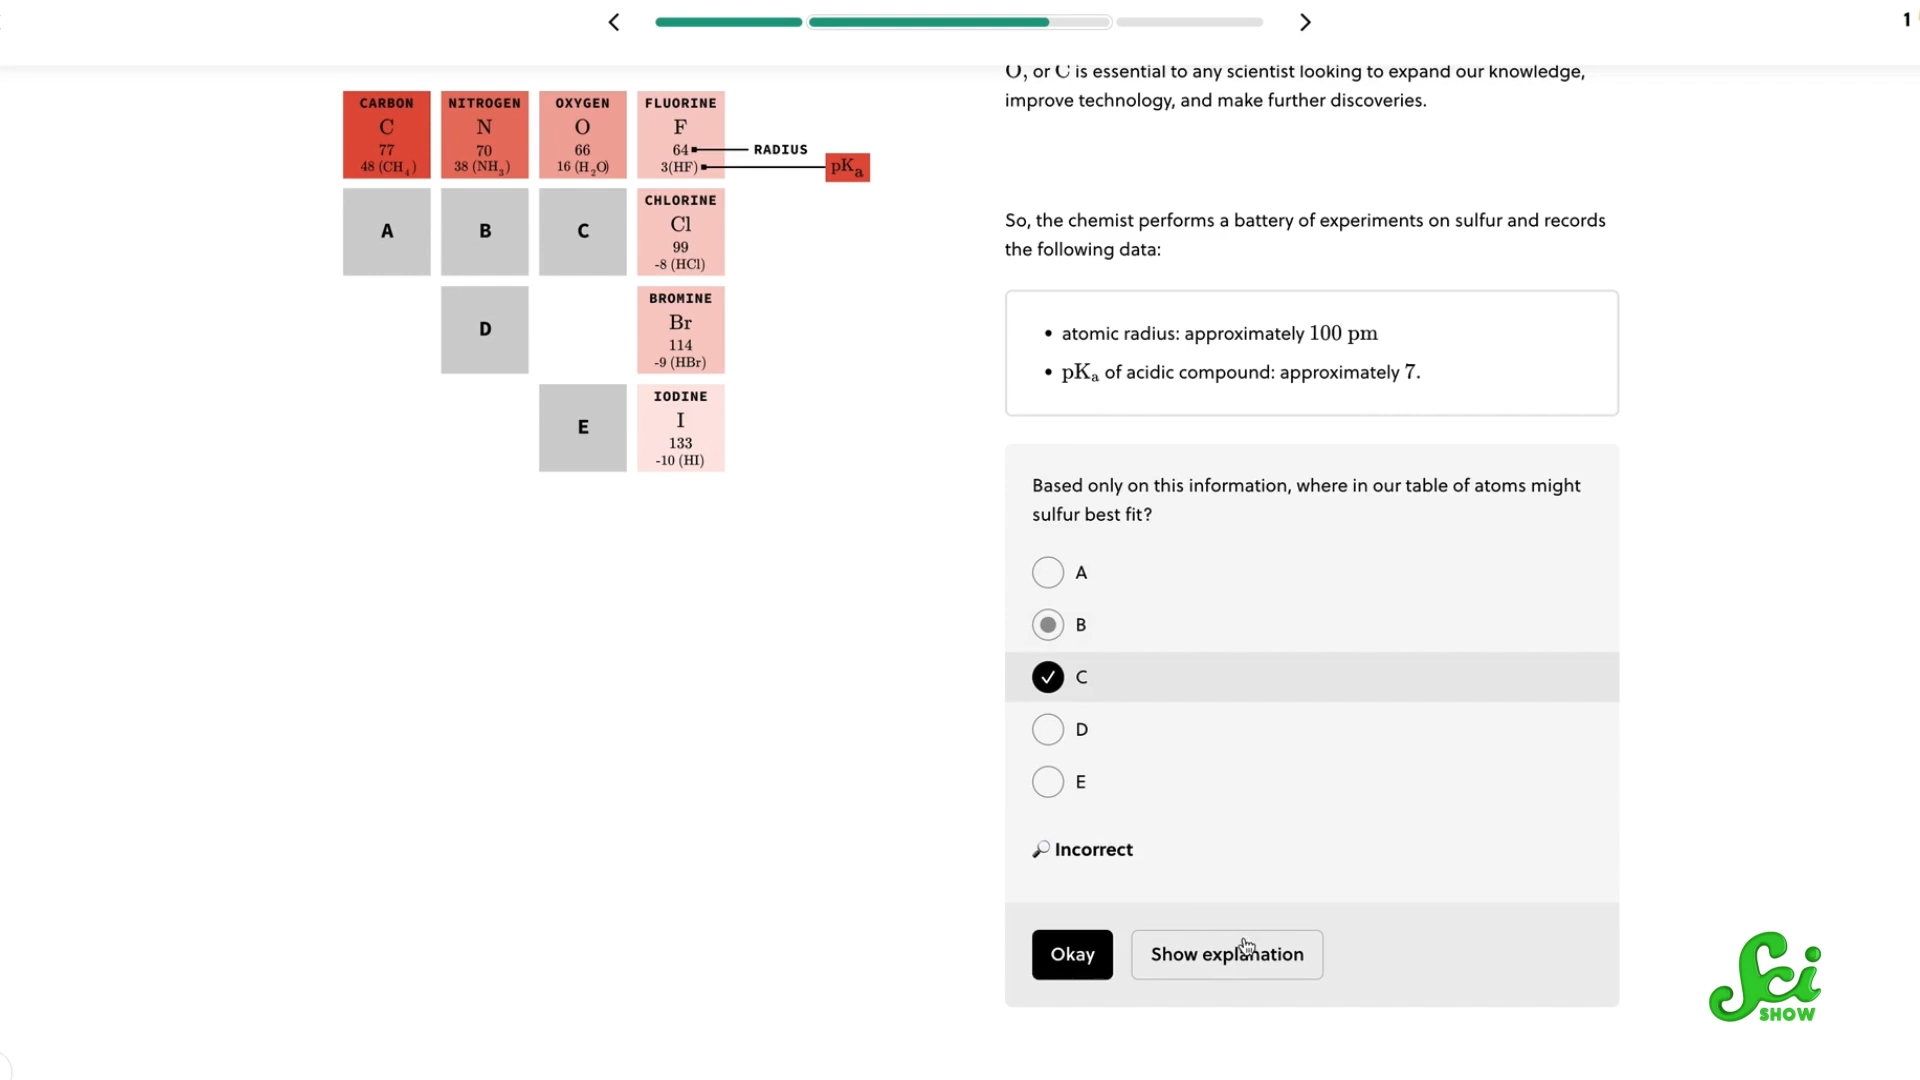 1
CARBON
C
77
48 (CH₄)
NITROGEN
N
70
38 (NH₃)
OXYGEN
O
66
16 (H₂O)
FLUORINE
F
64
3(HF)
RADIUS
pKₐ
A
B
C
CHLORINE
Cl
99
-8 (HCl)
D
BROMINE
Br
114
-9 (HBr)
E
IODINE
I
133
-10 (HI)
O, or C is essential to any scientist looking to expand our knowledge,
improve technology, and make further discoveries.
So, the chemist performs a battery of experiments on sulfur and records
the following data:
• atomic radius: approximately 100 pm
• pKₐ of acidic compound: approximately 7.
Based only on this information, where in our table of atoms might
sulfur best fit?
A
B
C
D
E
Incorrect
Okay
Show explanation
Sci
SHOW